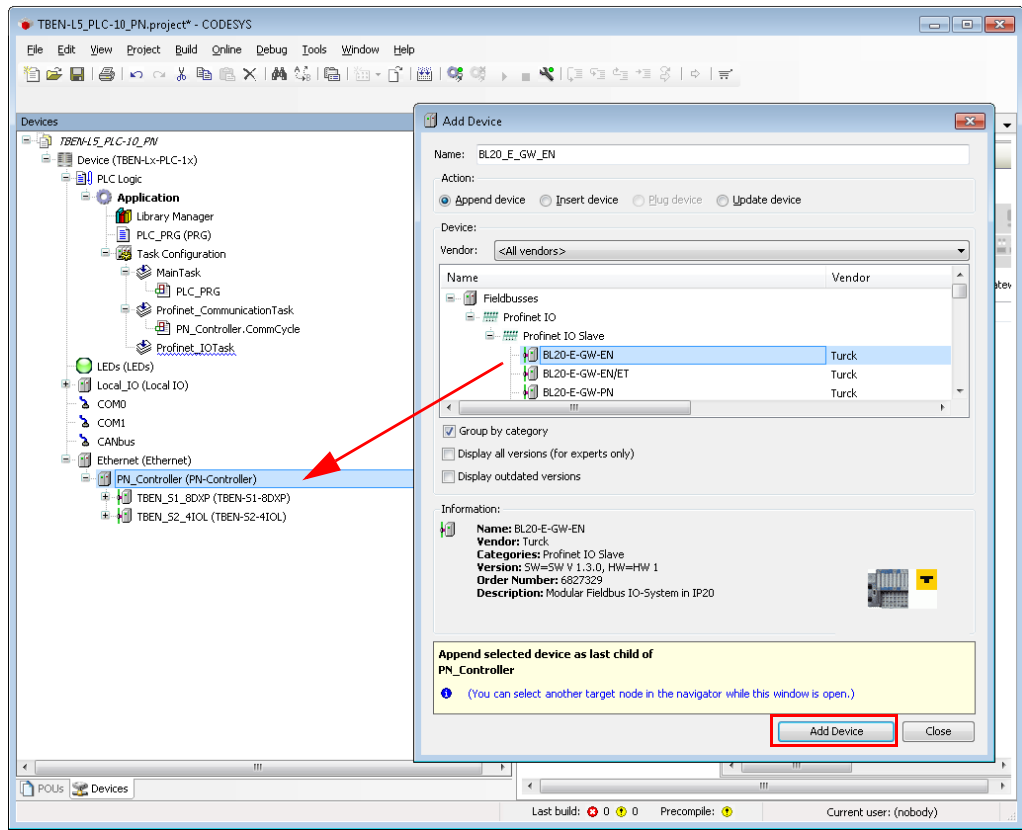 TBEN-L5_PLC-10_PN.project* - CODESYS
File Edit View Project Build Online Debug Tools Window Help
Devices
TBEN-L5_PLC-10_PN
Device (TBEN-Lx-PLC-1x)
PLC Logic
Application
Library Manager
PLC_PRG (PRG)
Task Configuration
MainTask
PLC_PRG
Profinet_CommunicationTask
PN_Controller.CommCycle
Profinet_IOTask
LEDs (LEDs)
Local_IO (Local IO)
COM0
COM1
CANbus
Ethernet (Ethernet)
PN_Controller (PN-Controller)
TBEN_S1_8DXP (TBEN-S1-8DXP)
TBEN_S2_4IOL (TBEN-S2-4IOL)
POUs Devices
Add Device
Name: BL20_E_GW_EN
Action:
Append device Insert device Plug device Update device
Device:
Vendor: <All vendors>
Name Vendor
Fieldbusses
Profinet IO
Profinet IO Slave
BL20-E-GW-EN Turck
BL20-E-GW-EN/ET Turck
BL20-E-GW-PN Turck
Group by category
Display all versions (for experts only)
Display outdated versions
Information:
Name: BL20-E-GW-EN
Vendor: Turck
Categories: Profinet IO Slave
Version: SW=SW V 1.3.0, HW=HW 1
Order Number: 6827329
Description: Modular Fieldbus IO-System in IP20
Append selected device as last child of
PN_Controller
(You can select another target node in the navigator while this window is open.)
Add Device Close
Last build: 0 0 Precompile: Current user: (nobody)